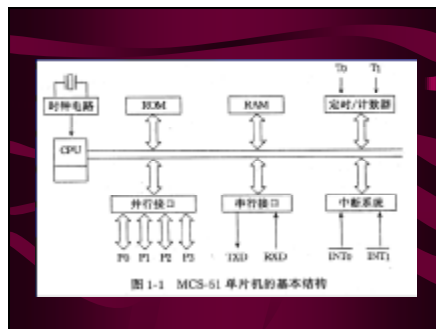 T0 T1
时钟电路 ROM RAM 定时/计数器
CPU
并行接口 串行接口 中断系统
P0 P1 P2 P3 TXD RXD INT0 INT1
图 1-1 MCS-51 单片机的基本结构